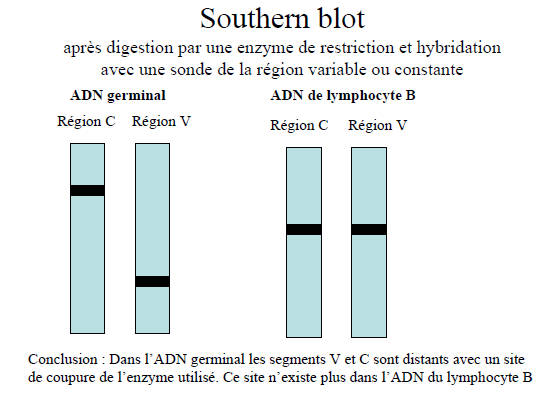 Southern blot
après digestion par une enzyme de restriction et hybridation
avec une sonde de la région variable ou constante
ADN germinal
ADN de lymphocyte B
Région C
Région V
Région C
Région V
Conclusion : Dans l'ADN germinal les segments V et C sont distants avec un site
de coupure de l'enzyme utilisé. Ce site n'existe plus dans l'ADN du lymphocyte B